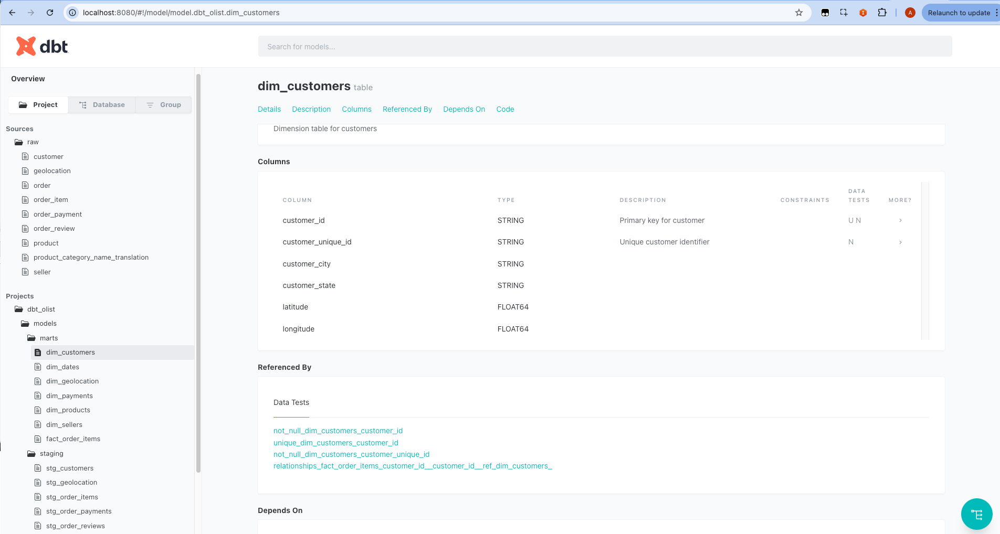 localhost:8080/#!/model/model.dbt_olist.dim_customers
A
Relaunch to update
dbt
Search for models...
Overview
Project Database Group
Sources
raw
customer
geolocation
order
order_item
order_payment
order_review
product
product_category_name_translation
seller
Projects
dbt_olist
models
marts
dim_customers
dim_dates
dim_geolocation
dim_payments
dim_products
dim_sellers
fact_order_items
staging
stg_customers
stg_geolocation
stg_order_items
stg_order_payments
stg_order_reviews
dim_customers table
Details Description Columns Referenced By Depends On Code
Dimension table for customers
Columns
COLUMN TYPE DESCRIPTION CONSTRAINTS DATA TESTS MORE?
customer_id STRING Primary key for customer U N
customer_unique_id STRING Unique customer identifier N
customer_city STRING
customer_state STRING
latitude FLOAT64
longitude FLOAT64
Referenced By
Data Tests
not_null_dim_customers_customer_id
unique_dim_customers_customer_id
not_null_dim_customers_customer_unique_id
relationships_fact_order_items_customer_id__customer_id__ref_dim_customers_
Depends On